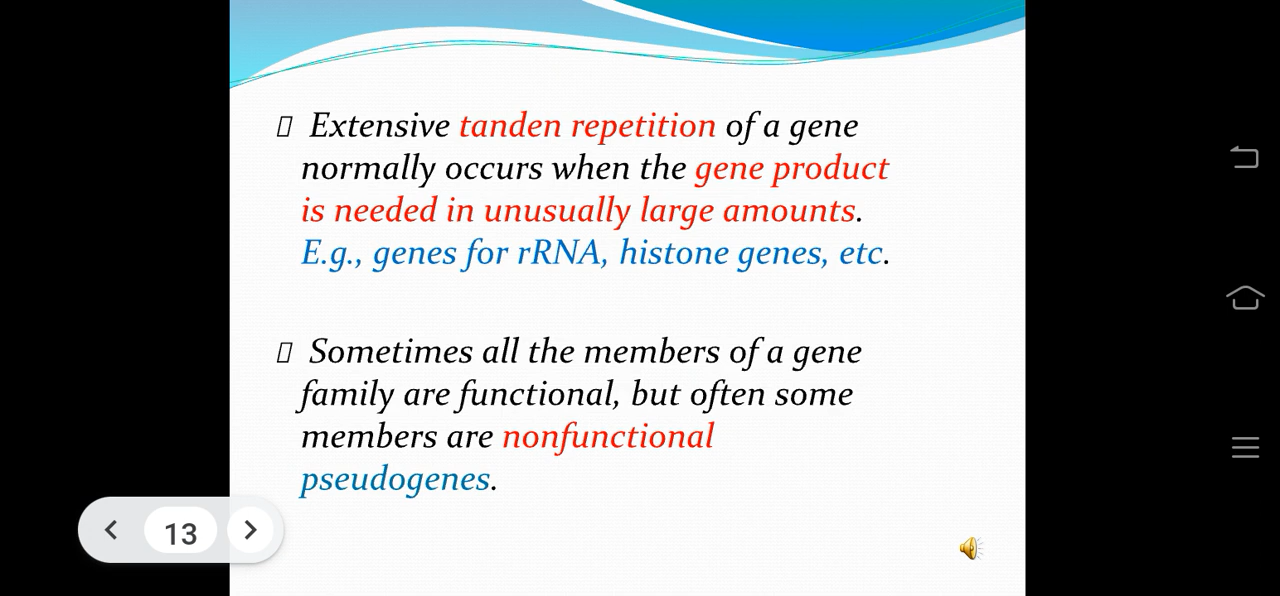 Extensive tanden repetition of a gene
normally occurs when the gene product
is needed in unusually large amounts.
E.g., genes for rRNA, histone genes, etc.
Sometimes all the members of a gene
family are functional, but often some
members are nonfunctional
pseudogenes.
13